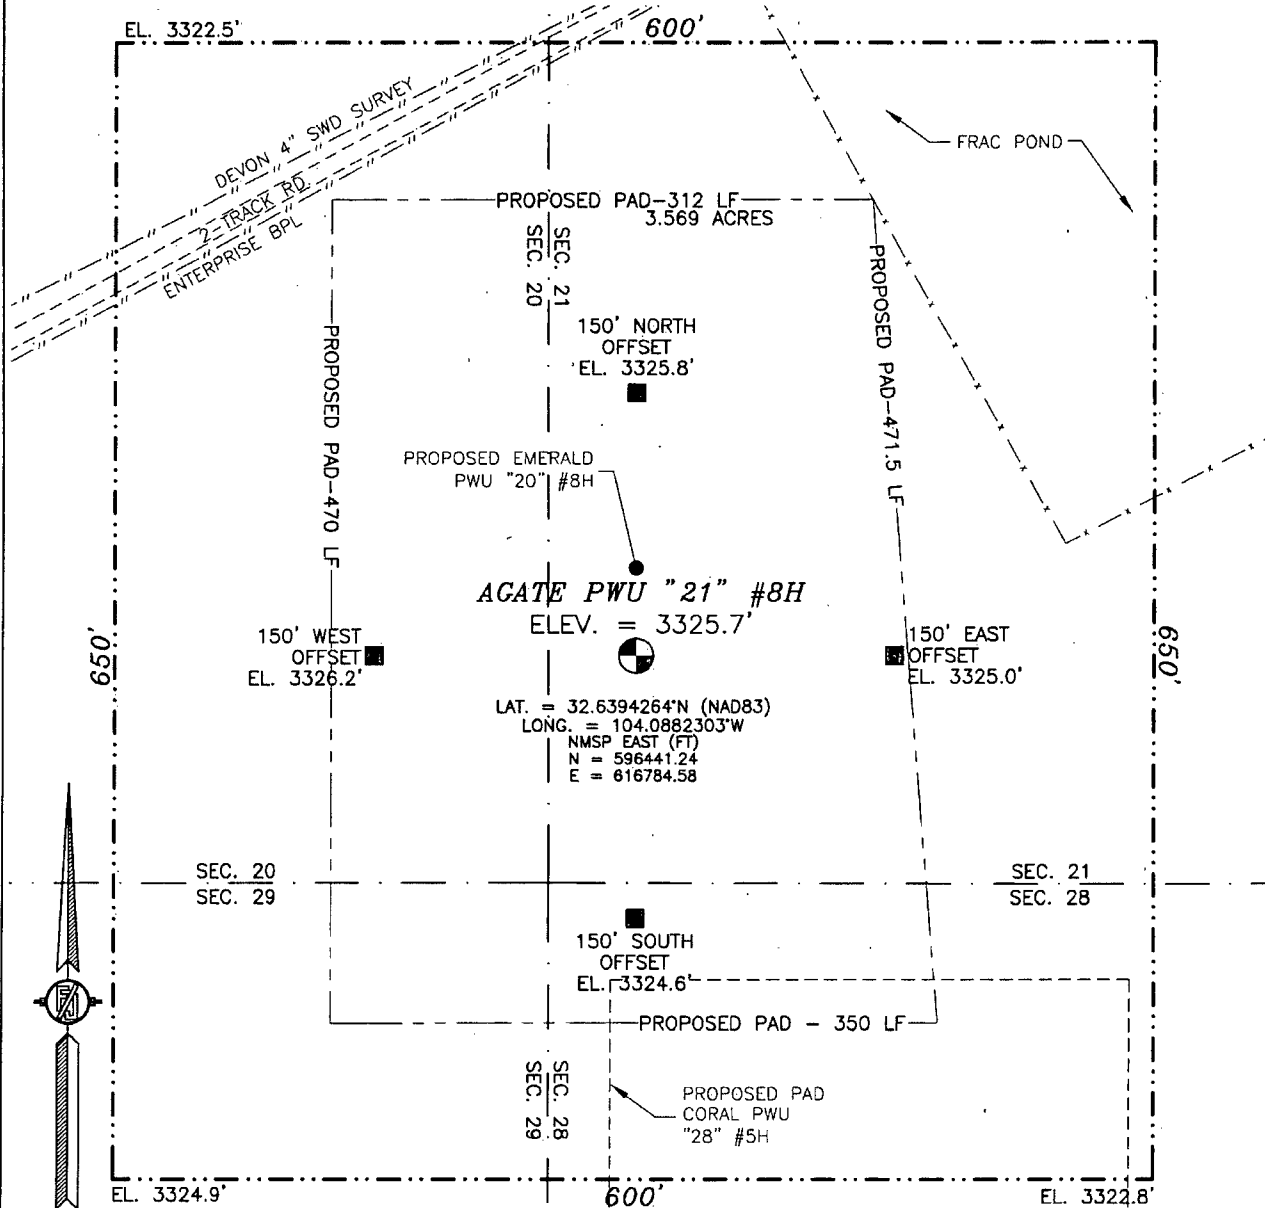 EL. 3322.5'
600'
DEVON 4" SWD SURVEY
2-TRACK RD.
ENTERPRISE BPL
FRAC POND
PROPOSED PAD-312 LF
3.569 ACRES
SEC. 20
SEC. 21
150' NORTH
OFFSET
EL. 3325.8'
PROPOSED PAD-470 LF
PROPOSED PAD-471.5 LF
PROPOSED EMERALD
PWU "20" #8H
AGATE PWU "21" #8H
ELEV. = 3325.7'
150' WEST
OFFSET
EL. 3326.2'
150' EAST
OFFSET
EL. 3325.0'
650'
650'
LAT. = 32.6394264°N (NAD83)
LONG. = 104.0882303°W
NMSP EAST (FT)
N = 596441.24
E = 616784.58
SEC. 20
SEC. 29
SEC. 21
SEC. 28
150' SOUTH
OFFSET
EL. 3324.6'
PROPOSED PAD - 350 LF
SEC. 29
SEC. 28
PROPOSED PAD
CORAL PWU
"28" #5H
EL. 3324.9'
600'
EL. 3322.8'